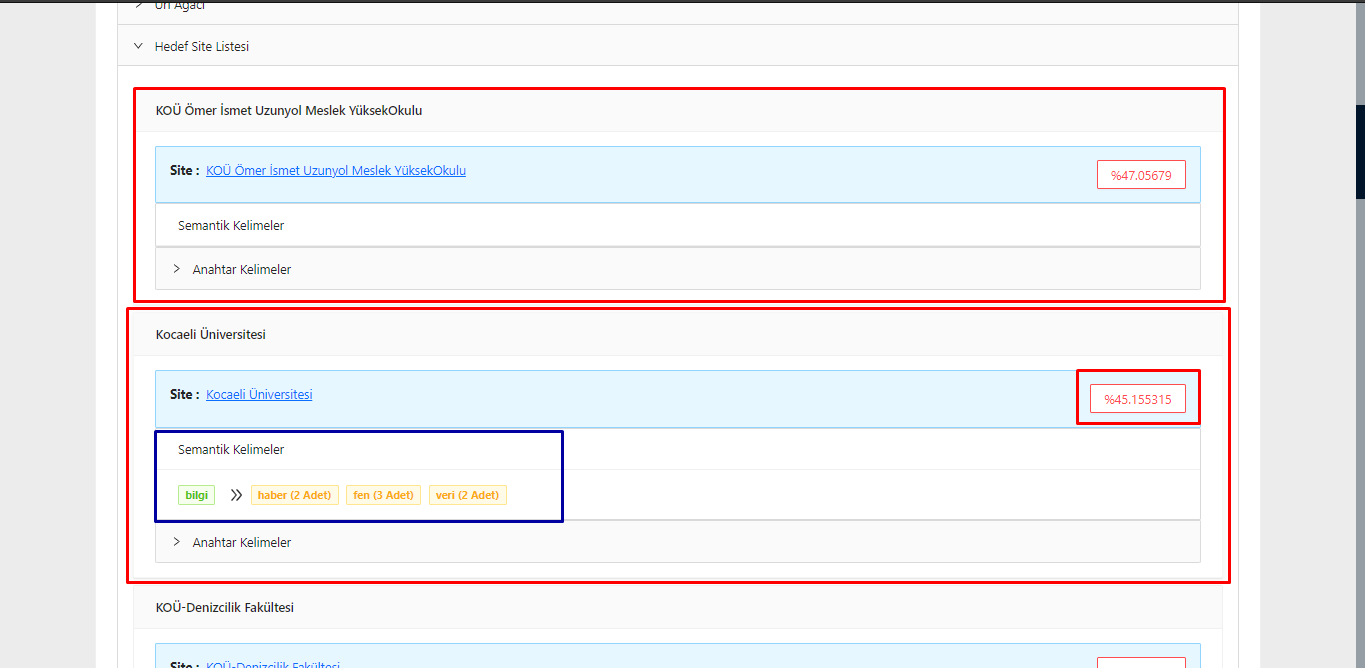 Url Ağacı
Hedef Site Listesi
KOÜ Ömer İsmet Uzunyol Meslek YüksekOkulu
Site : KOÜ Ömer İsmet Uzunyol Meslek YüksekOkulu %47.05679
Semantik Kelimeler
Anahtar Kelimeler
Kocaeli Üniversitesi
Site : Kocaeli Üniversitesi %45.155315
Semantik Kelimeler
bilgi haber (2 Adet) fen (3 Adet) veri (2 Adet)
Anahtar Kelimeler
KOÜ-Denizcilik Fakültesi
Site : KOÜ-Denizcilik Fakültesi